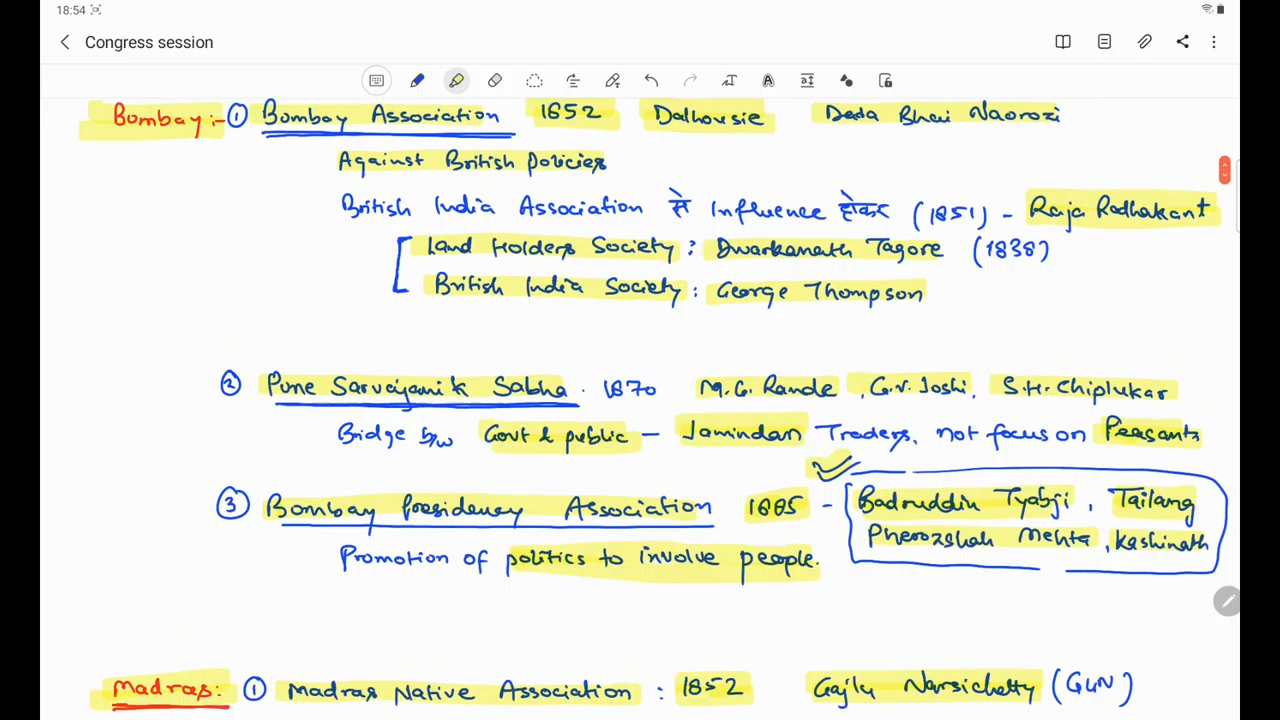 18:54
Congress session
Bombay :- ① Bombay Association 1852 Dalhousie Dada Bhai Naorozi
Against British policies
British India Association से Influence होकर (1851) - Raja Radhakant
Land Holders Society : Dwarkanath Tagore (1838)
British India Society : George Thompson
② Pune Sarvajanik Sabha . 1870 M.G. Rande , G.V. Joshi, S.H. Chiplukar
Bridge b/w Govt & public — Jamindars Traders, not focus on Peasants
③ Bombay Presidency Association 1885 - Badruddin Tyabji , Tailang
Pherozshah Mehta , Kashinath
Promotion of politics to involve people.
Madras: ① Madras Native Association : 1852 Gajlu Narsichetty (GLN)